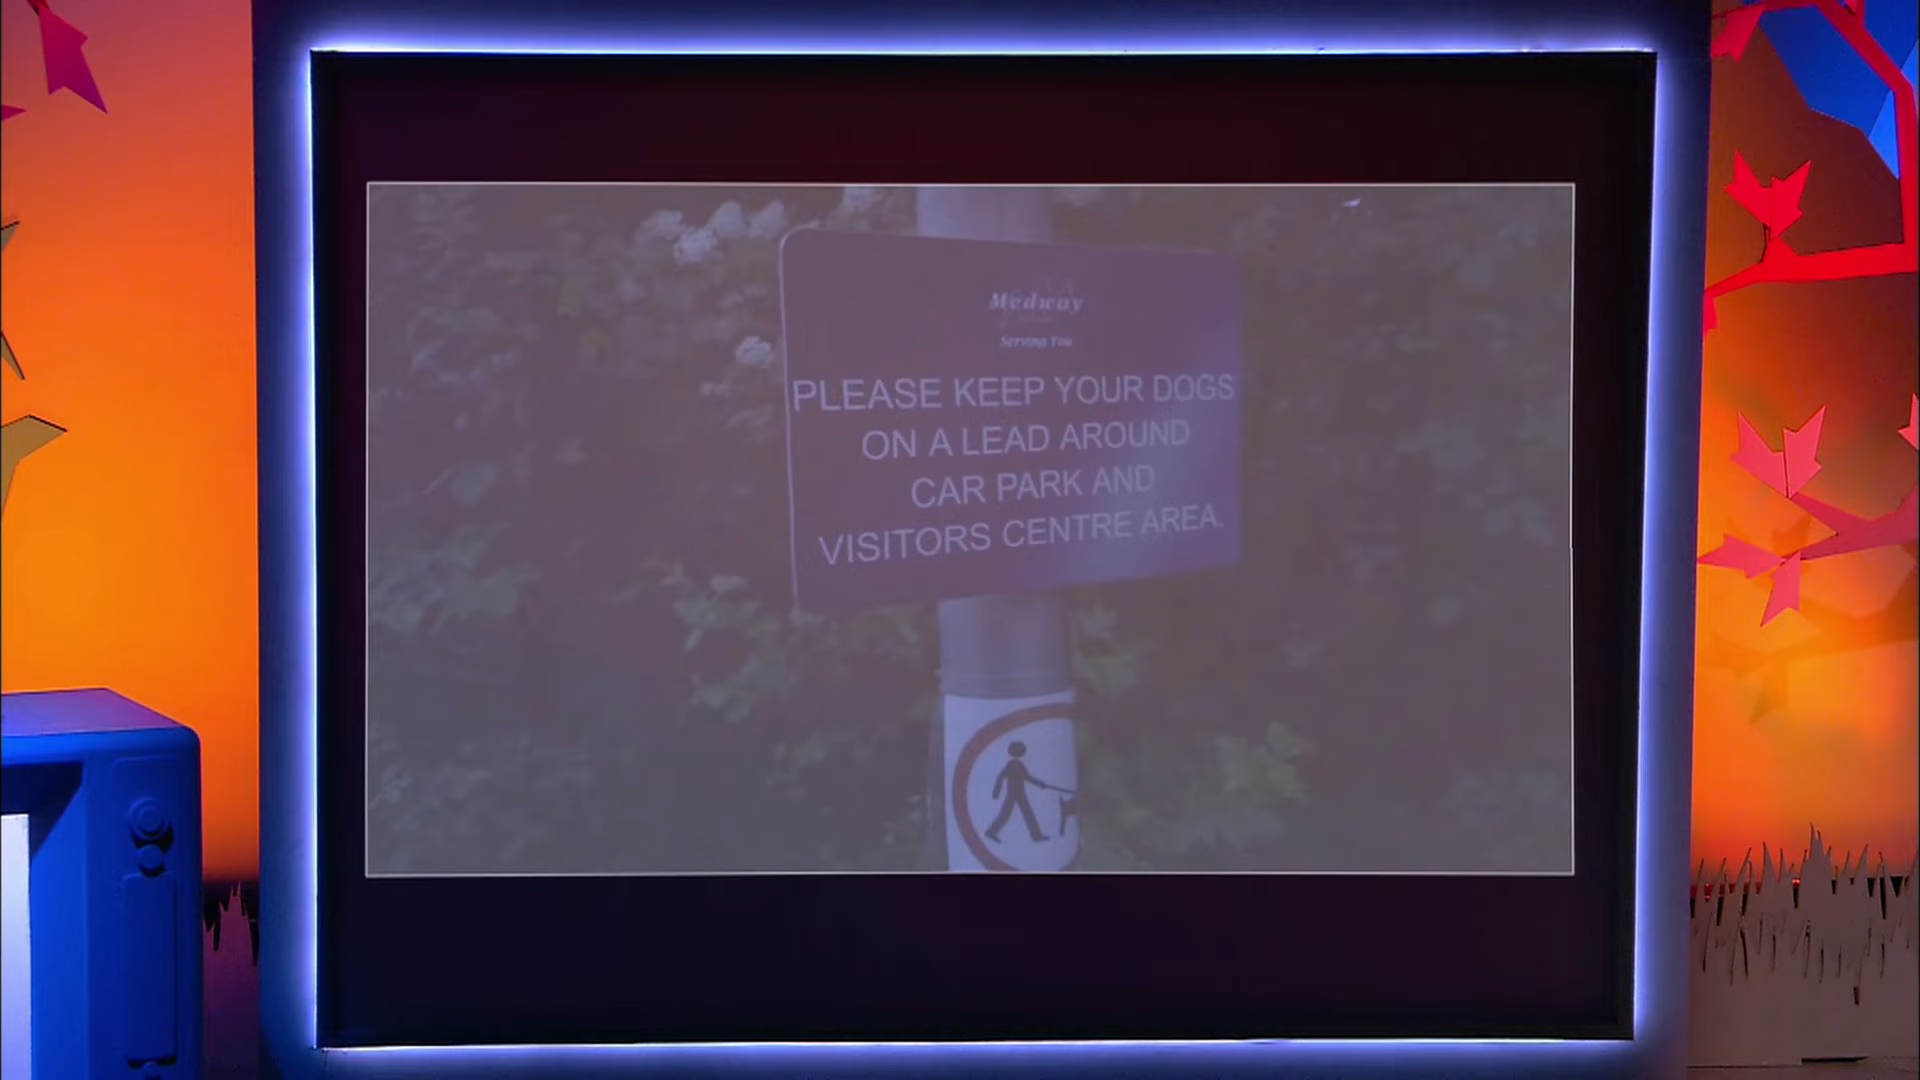 Medway
Serving You
PLEASE KEEP YOUR DOGS
ON A LEAD AROUND
CAR PARK AND
VISITORS CENTRE AREA.